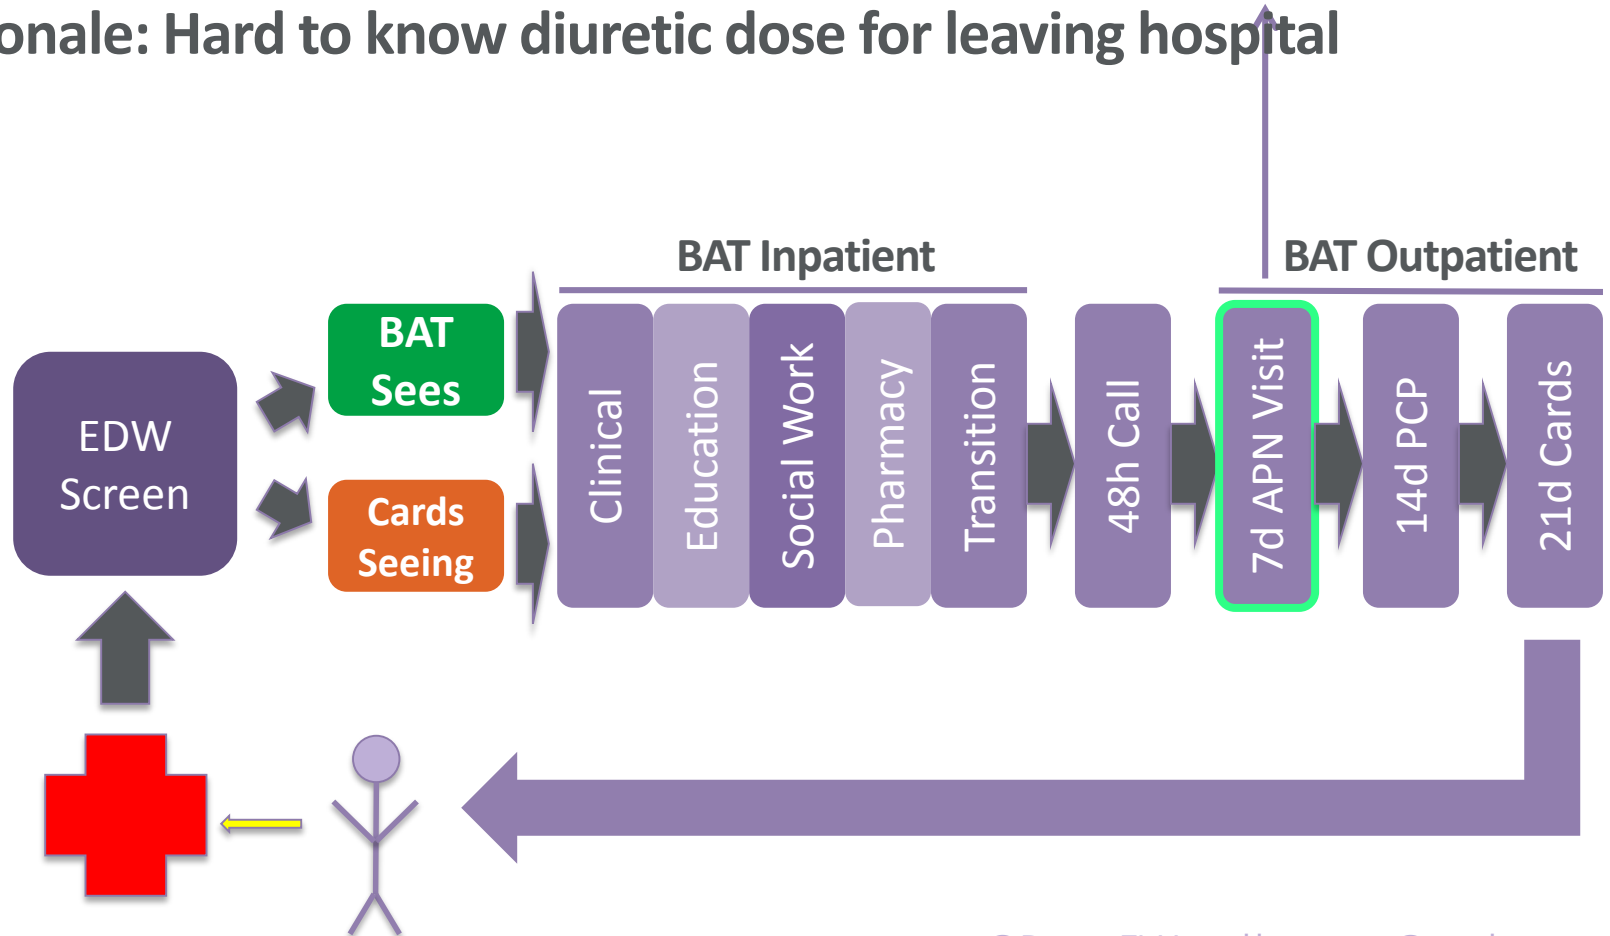 onale: Hard to know diuretic dose for leaving hospital
BAT Inpatient
BAT Outpatient
EDW
Screen
BAT
Sees
Cards
Seeing
Clinical
Education
Social Work
Pharmacy
Transition
48h Call
7d APN Visit
14d PCP
21d Cards